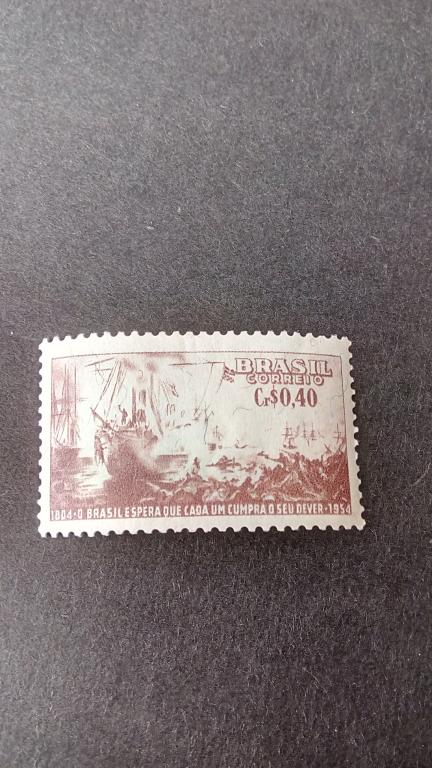 BRASIL
CORREIO
Cr$0,40
1804·O BRASIL ESPERA QUE CADA UM CUMPRA O SEU DEVER·1954